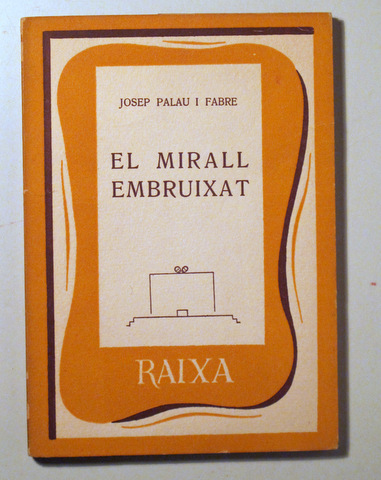 JOSEP PALAU I FABRE
EL MIRALL
EMBRUIXAT
RAIXA